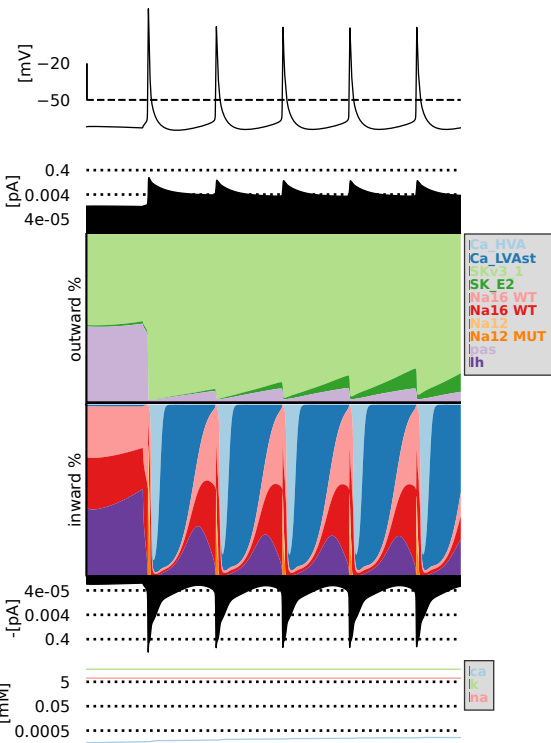 [mV]
−20
−50
[pA]
0.4
0.004
4e-05
outward %
Ca_HVA
Ca_LVAst
SKv3_1
SK_E2
Na16 WT
Na16 WT
Na12
Na12 MUT
pas
Ih
inward %
-[pA]
4e-05
0.004
0.4
[mM]
5
0.05
0.0005
ca
k
na